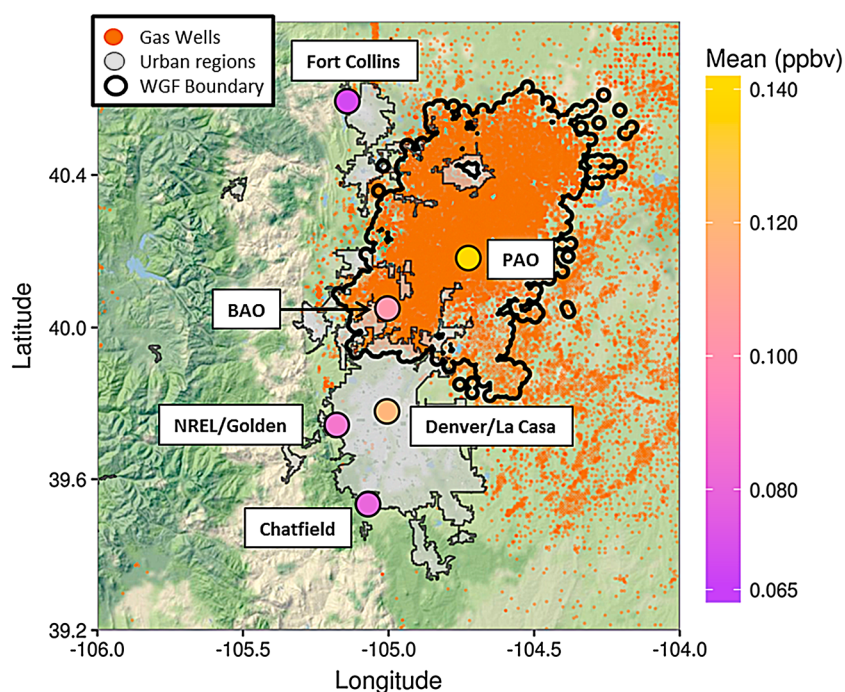 Gas Wells
Urban regions
WGF Boundary
Fort Collins
PAO
BAO
NREL/Golden
Denver/La Casa
Chatfield
Mean (ppbv)
0.140
0.120
0.100
0.080
0.065
Latitude
40.4
40.0
39.6
39.2
-106.0
-105.5
-105.0
-104.5
-104.0
Longitude